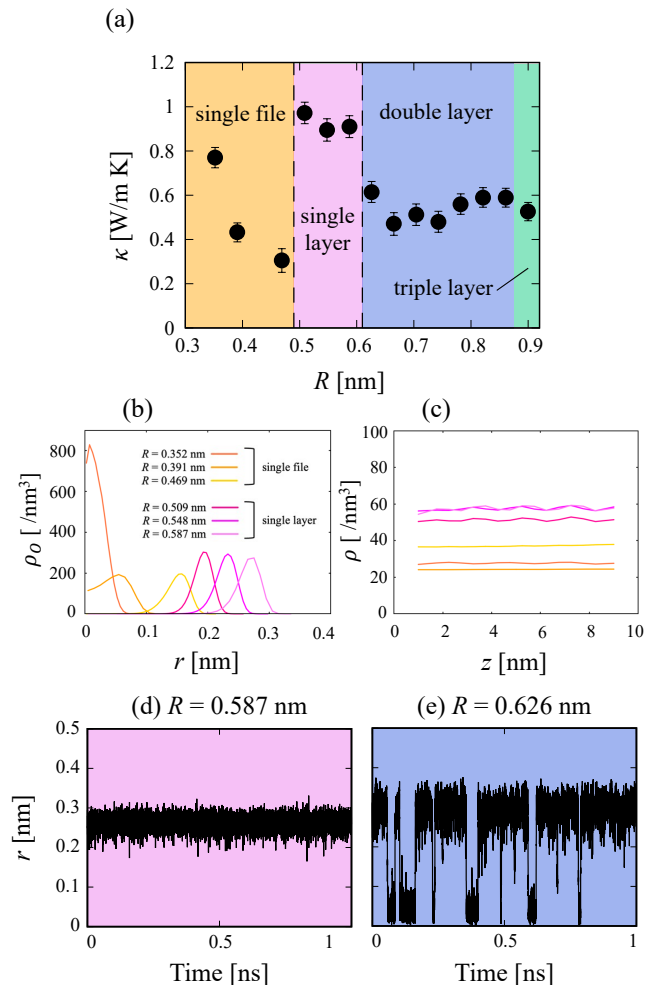 (a)
1.2
1
0.8
0.6
0.4
0.2
0
κ [W/m K]
single file
single
layer
double layer
triple layer
0.3 0.4 0.5 0.6 0.7 0.8 0.9
R [nm]
(b)
800
600
400
200
0
ρO [ /nm³]
R = 0.352 nm
R = 0.391 nm
R = 0.469 nm
single file
R = 0.509 nm
R = 0.548 nm
R = 0.587 nm
single layer
0 0.1 0.2 0.3 0.4
r [nm]
(c)
100
80
60
40
20
0
ρ [/nm³]
0 2 4 6 8 10
z [nm]
(d) R = 0.587 nm
0.5
0.4
0.3
0.2
0.1
0
r [nm]
0 0.5 1
Time [ns]
(e) R = 0.626 nm
0 0.5 1
Time [ns]